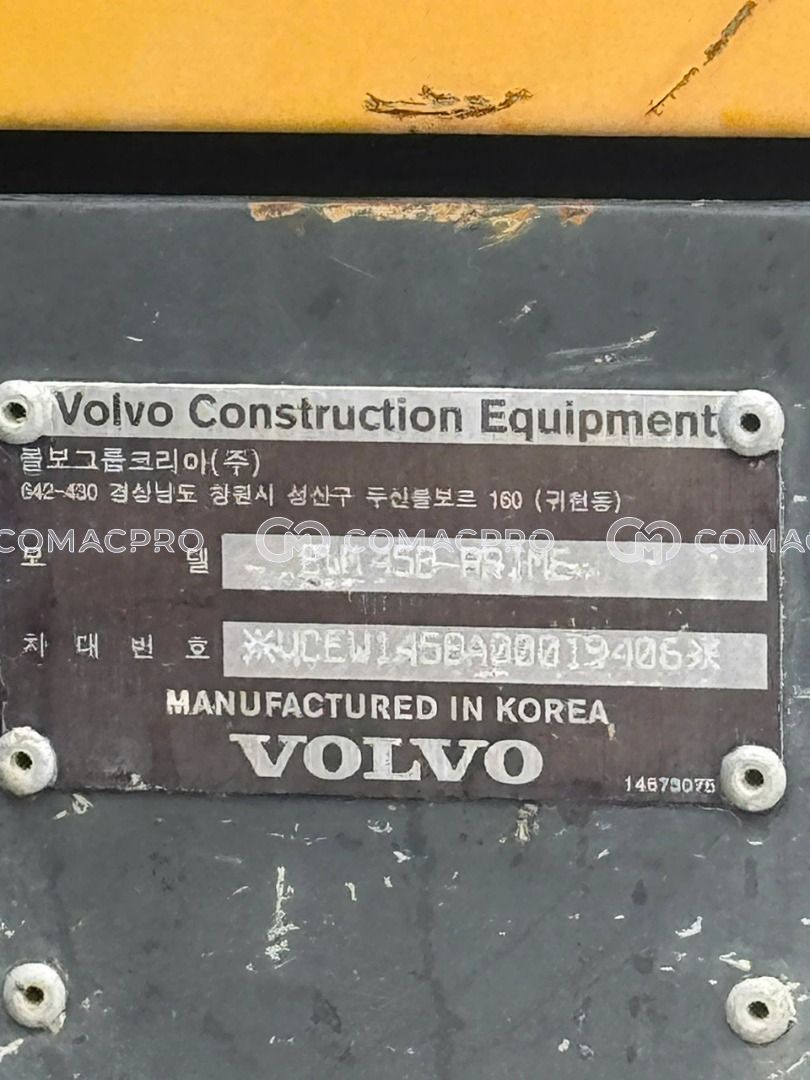 Volvo Construction Equipment
볼보그룹코리아(주)
642-430 경상남도 창원시 성산구 두산볼보로 160 (귀현동)
COMACPRO COMACPRO
모 델 EW145B PRIME
차 대 번 호 ※VCEW145BA00019406※
MANUFACTURED IN KOREA
VOLVO
14673075